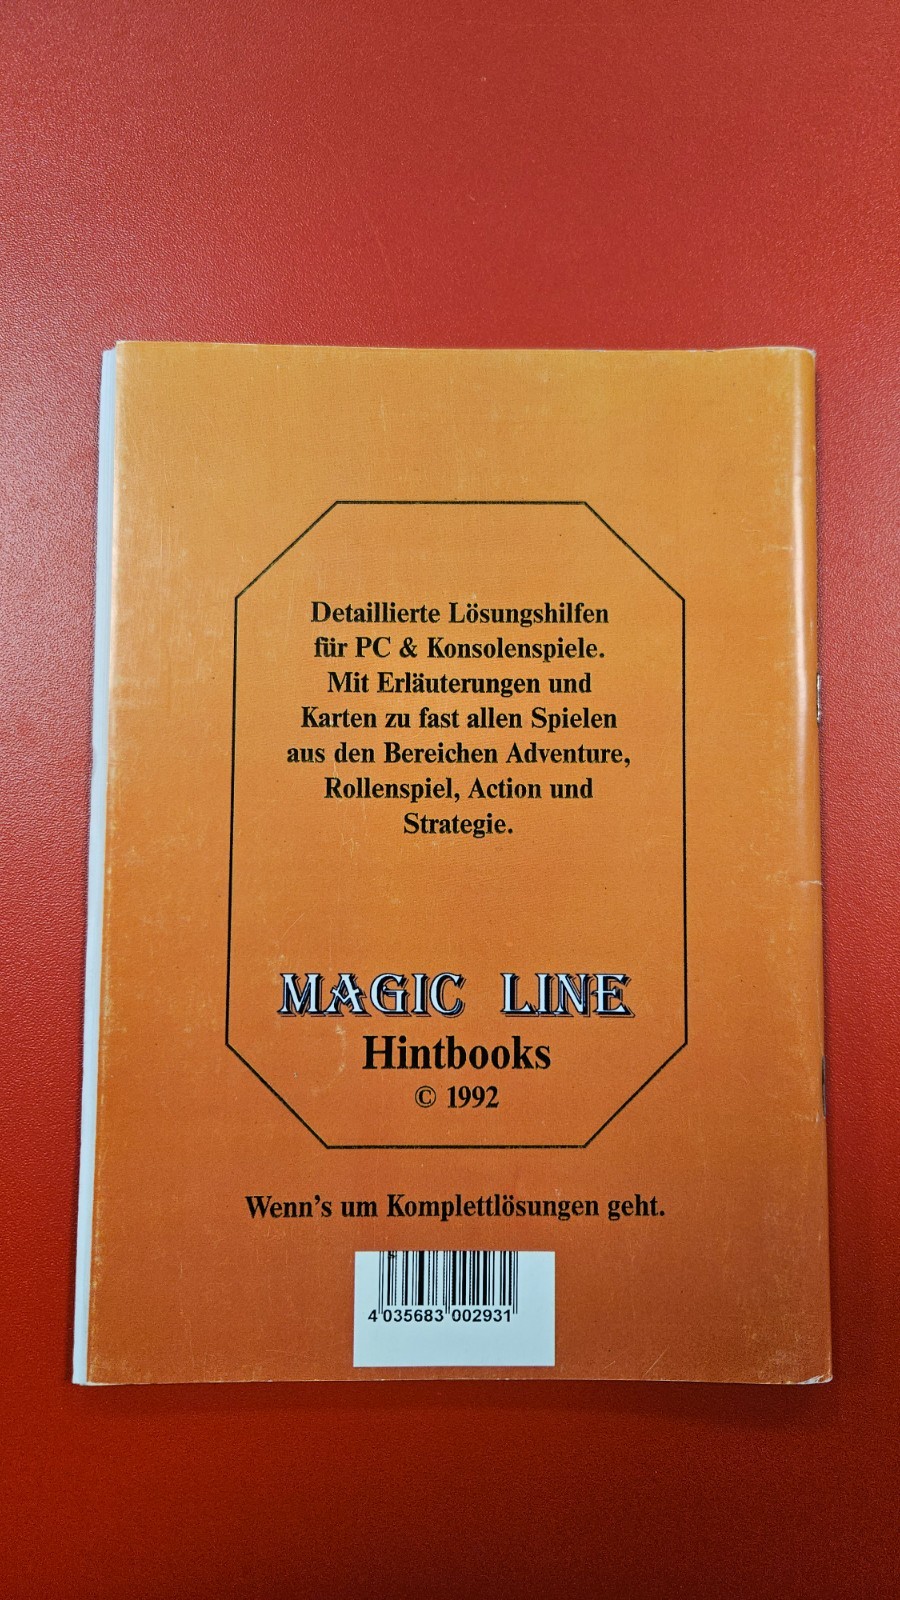 Detaillierte Lösungshilfen
für PC & Konsolenspiele.
Mit Erläuterungen und
Karten zu fast allen Spielen
aus den Bereichen Adventure,
Rollenspiel, Action und
Strategie.
MAGIC LINE
Hintbooks
© 1992
Wenn's um Komplettlösungen geht.
4 035683 002931